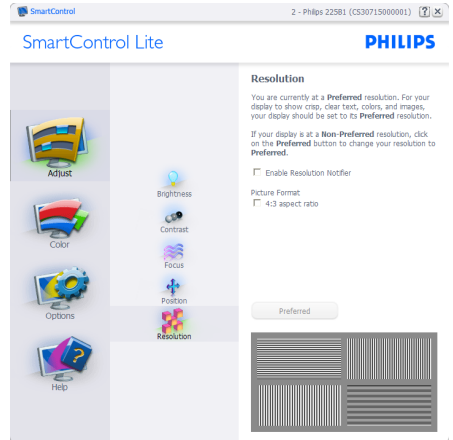 SmartControl
2 - Philips 225B1 (CS30715000001)
? ×
SmartControl Lite
PHILIPS
Adjust
Color
Options
Help
Brightness
Contrast
Focus
Position
Resolution
Resolution
You are currently at a Preferred resolution. For your
display to show crisp, clear text, colors, and images,
your display should be set to its Preferred resolution.
If your display is at a Non-Preferred resolution, click
on the Preferred button to change your resolution to
Preferred.
Enable Resolution Notifier
Picture Format
4:3 aspect ratio
Preferred